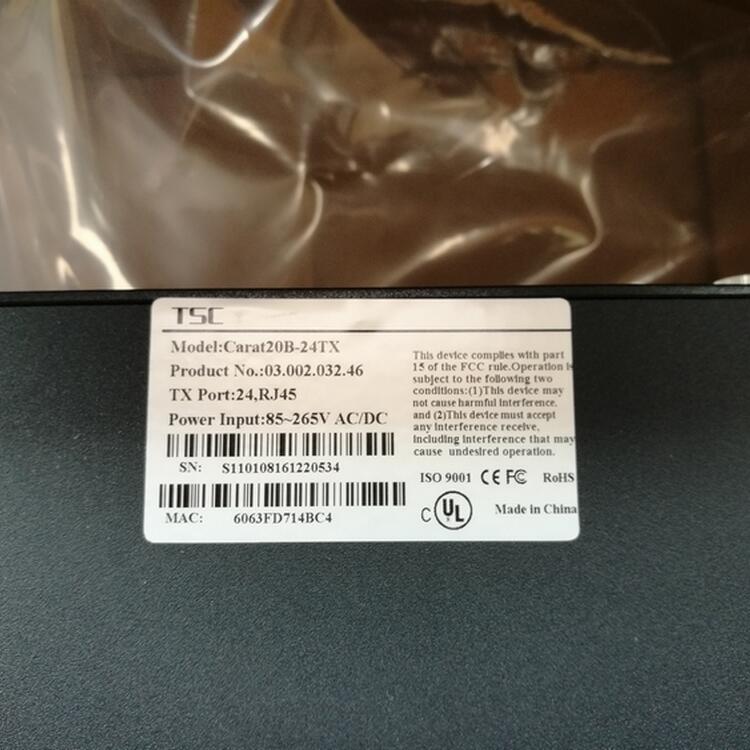 TSC
Model:Carat20B-24TX
Product No.:03.002.032.46
TX Port:24,RJ45
Power Input:85~265V AC/DC
SN: S110108161220534
MAC: 6063FD714BC4
This device complies with part
15 of the FCC rule.Operation is
subject to the following two
conditions:(1)This device may
not cause harmful interference.
and (2)This device must accept
any interference receive,
including interference that may
cause undesired operation.
ISO 9001 CE FC RoHS
c UL Made in China